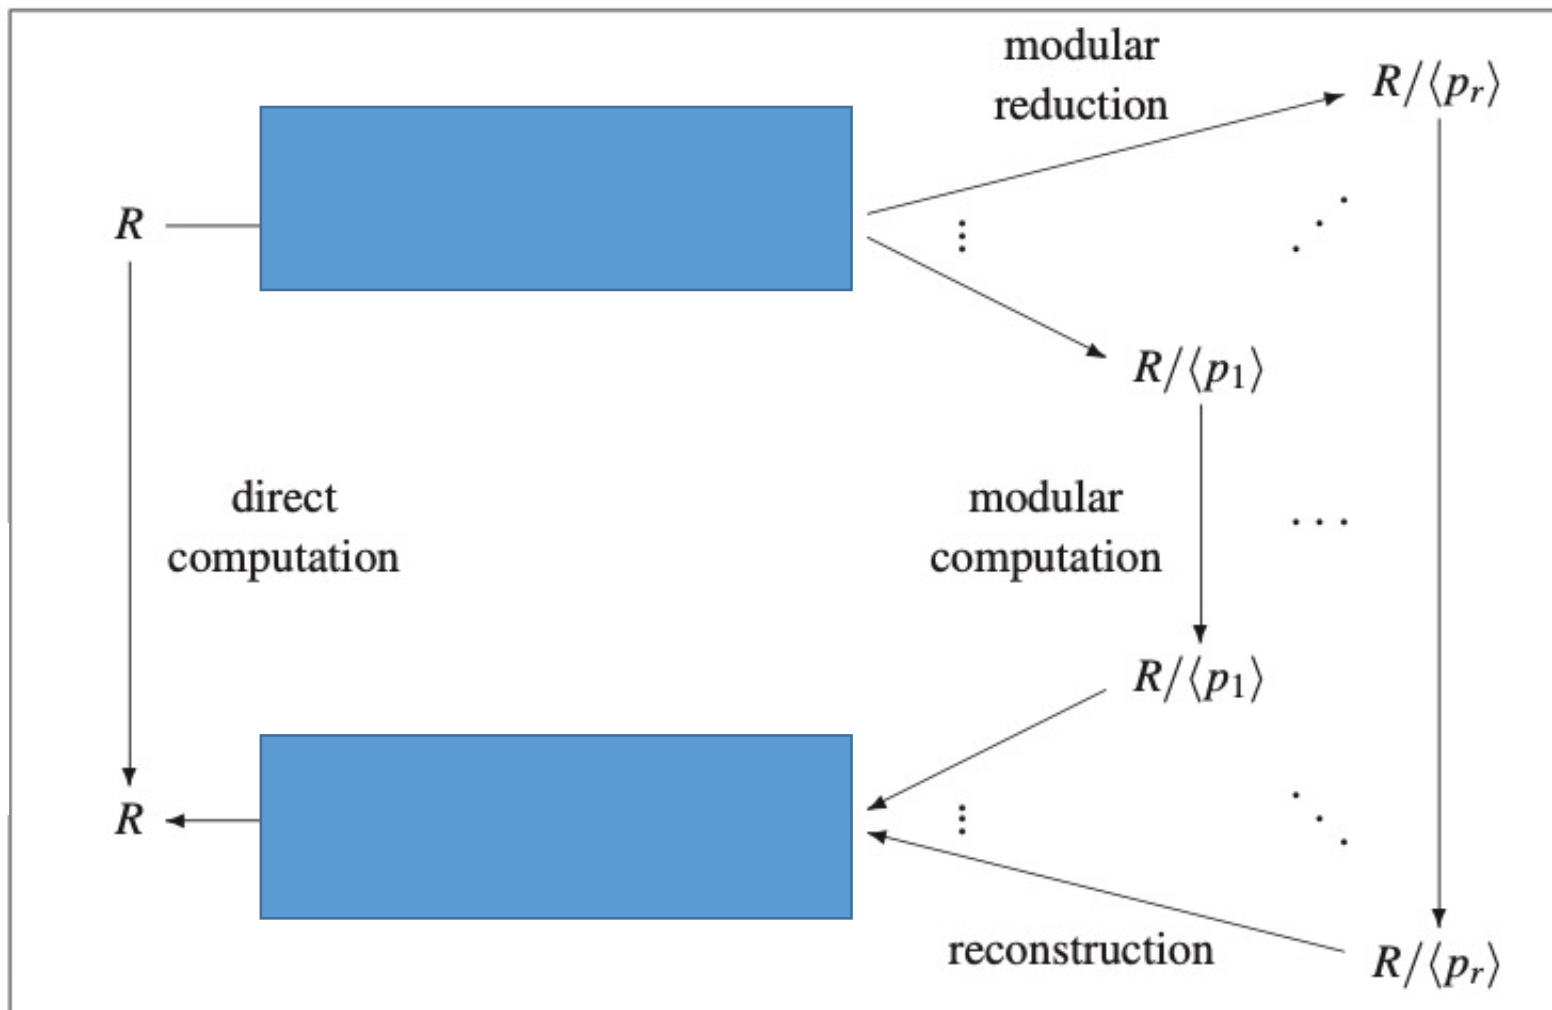 modular
reduction
R/⟨p_r⟩
R
R/⟨p_1⟩
direct
computation
modular
computation
...
R/⟨p_1⟩
R
reconstruction
R/⟨p_r⟩